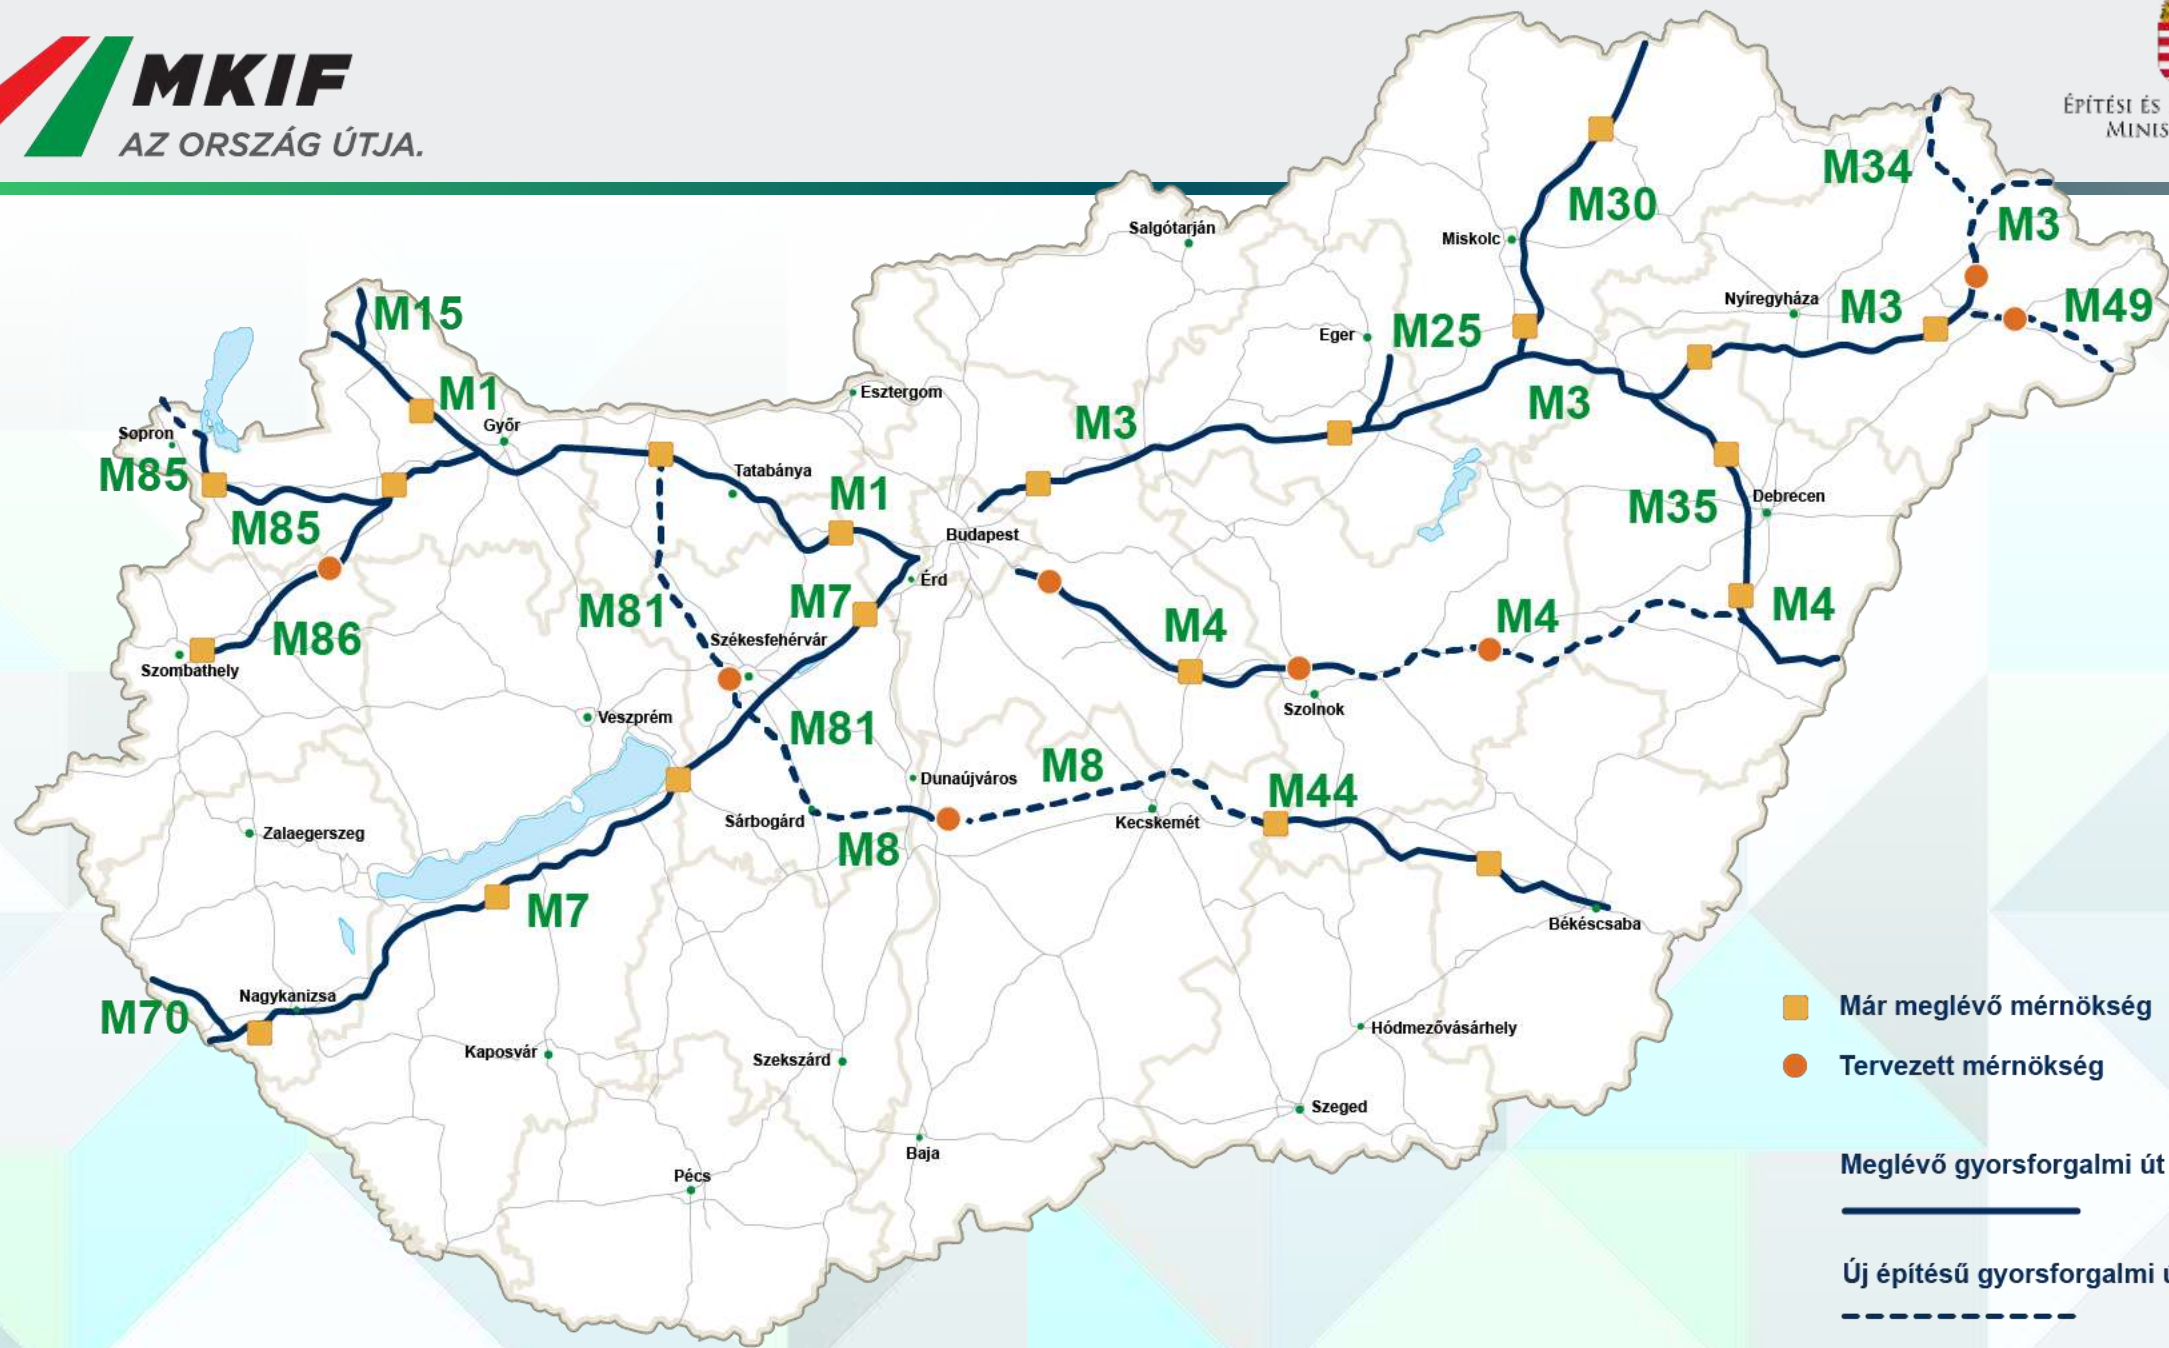 MKIF
AZ ORSZÁG ÚTJA.
ÉPÍTÉSI ÉS
M34
M30
M3
Salgótarján
Miskolc
M15
Nyíregyháza
M3
M49
Eger
M25
M1
Esztergom
M3
M3
Győr
Sopron
M85
Tatabánya
M1
M35
Debrecen
M85
Budapest
Érd
M81
M7
M4
M4
M4
M86
Székesfehérvár
Szombathely
Veszprém
M81
Szolnok
Dunaújváros
M8
M44
Sárbogárd
Kecskemét
Zalaegerszeg
M8
M7
Békéscsaba
Nagykanizsa
M70
Már meglévő mérnökség
Hódmezővásárhely
Kaposvár
Szekszárd
Tervezett mérnökség
Szeged
Baja
Meglévő gyorsforgalmi út
Pécs
Új építésű gyorsforgalmi